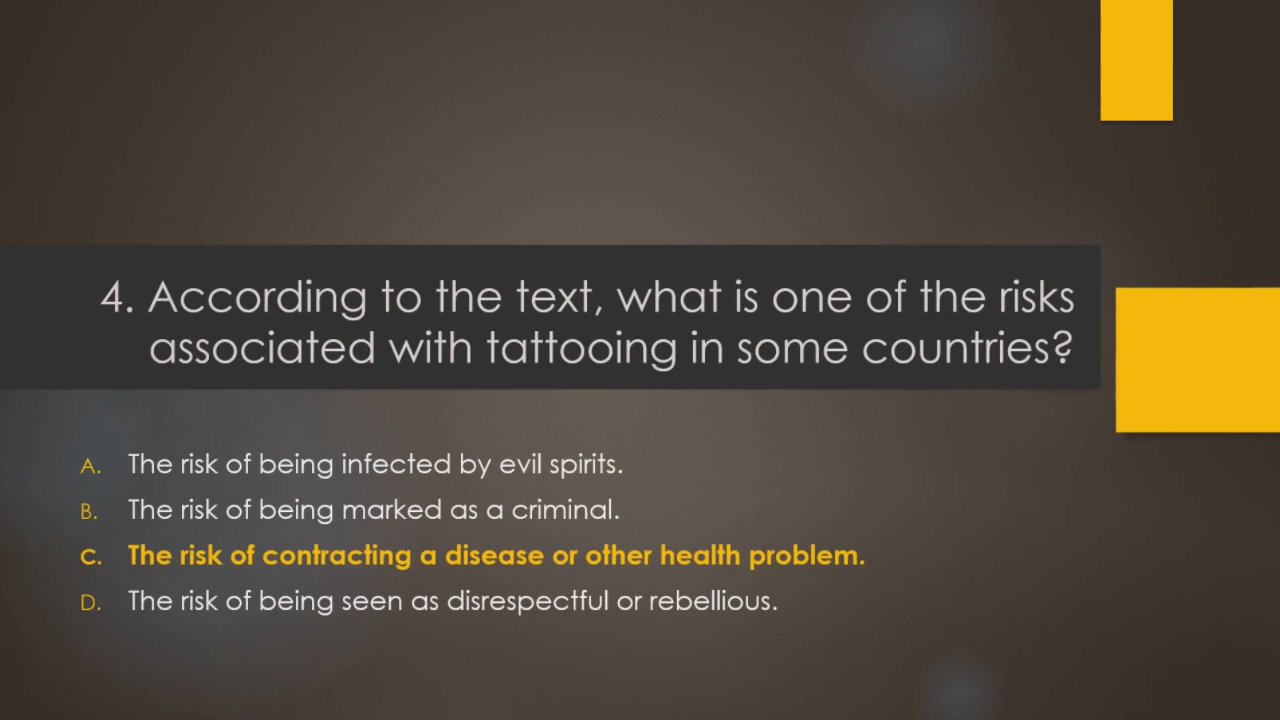 4. According to the text, what is one of the risks
associated with tattooing in some countries?
A. The risk of being infected by evil spirits.
B. The risk of being marked as a criminal.
C. The risk of contracting a disease or other health problem.
D. The risk of being seen as disrespectful or rebellious.